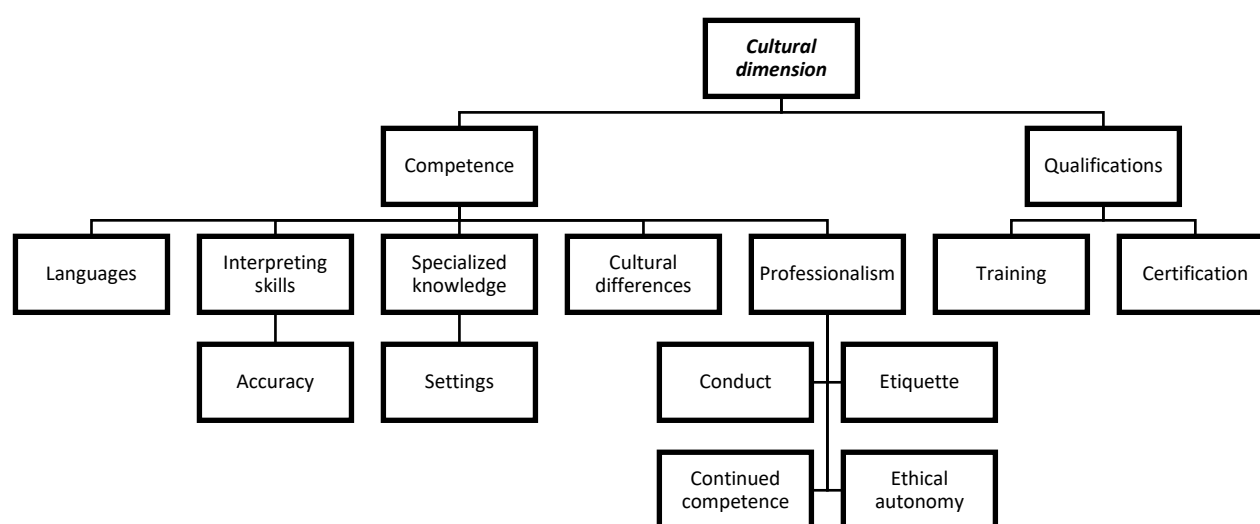 Cultural
dimension
Competence
Qualifications
Languages
Interpreting
skills
Specialized
knowledge
Cultural
differences
Professionalism
Training
Certification
Accuracy
Settings
Conduct
Etiquette
Continued
competence
Ethical
autonomy